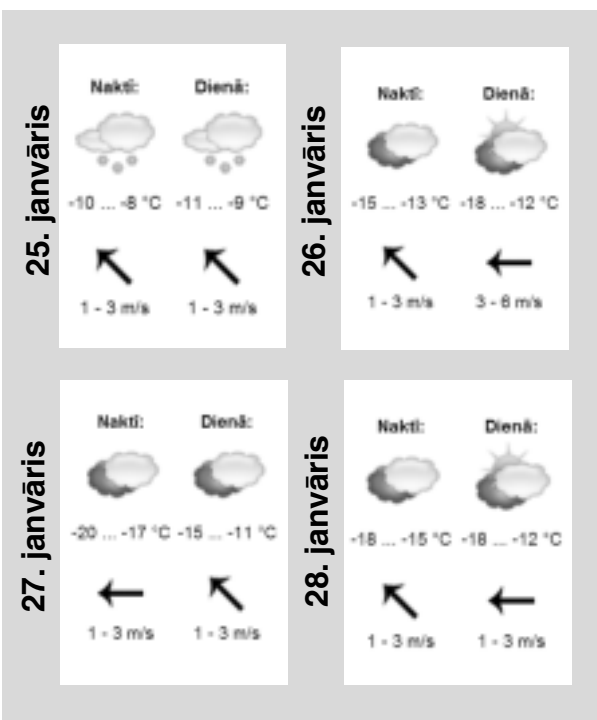 25. janvāris
Naktī: Dienā:
-10 ... -8 °C -11 ... -9 °C
1 - 3 m/s 1 - 3 m/s
26. janvāris
Naktī: Dienā:
-15 ... -13 °C -18 ... -12 °C
1 - 3 m/s 3 - 6 m/s
27. janvāris
Naktī: Dienā:
-20 ... -17 °C -15 ... -11 °C
1 - 3 m/s 1 - 3 m/s
28. janvāris
Naktī: Dienā:
-18 ... -15 °C -18 ... -12 °C
1 - 3 m/s 1 - 3 m/s